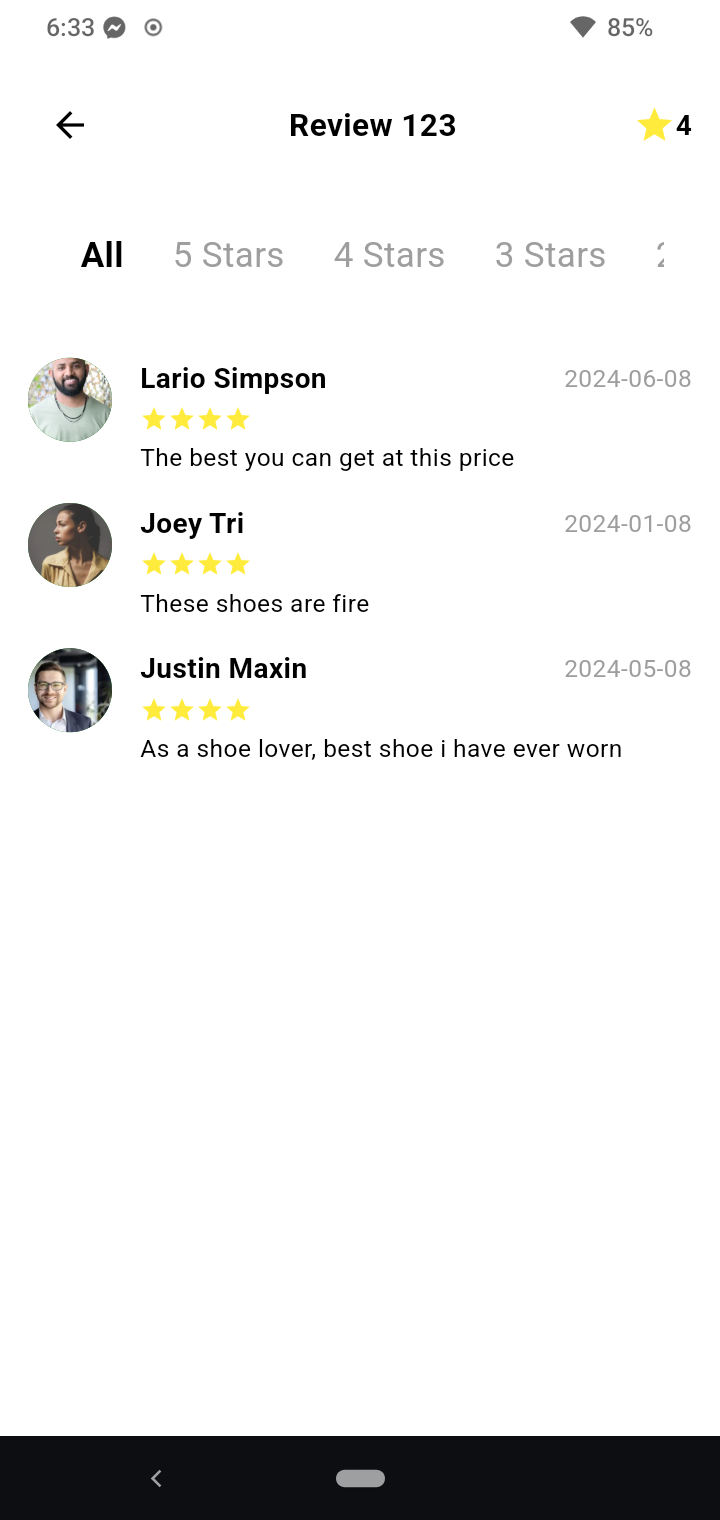 6:33 85%
Review 123 4
All 5 Stars 4 Stars 3 Stars
Lario Simpson 2024-06-08
The best you can get at this price
Joey Tri 2024-01-08
These shoes are fire
Justin Maxin 2024-05-08
As a shoe lover, best shoe i have ever worn